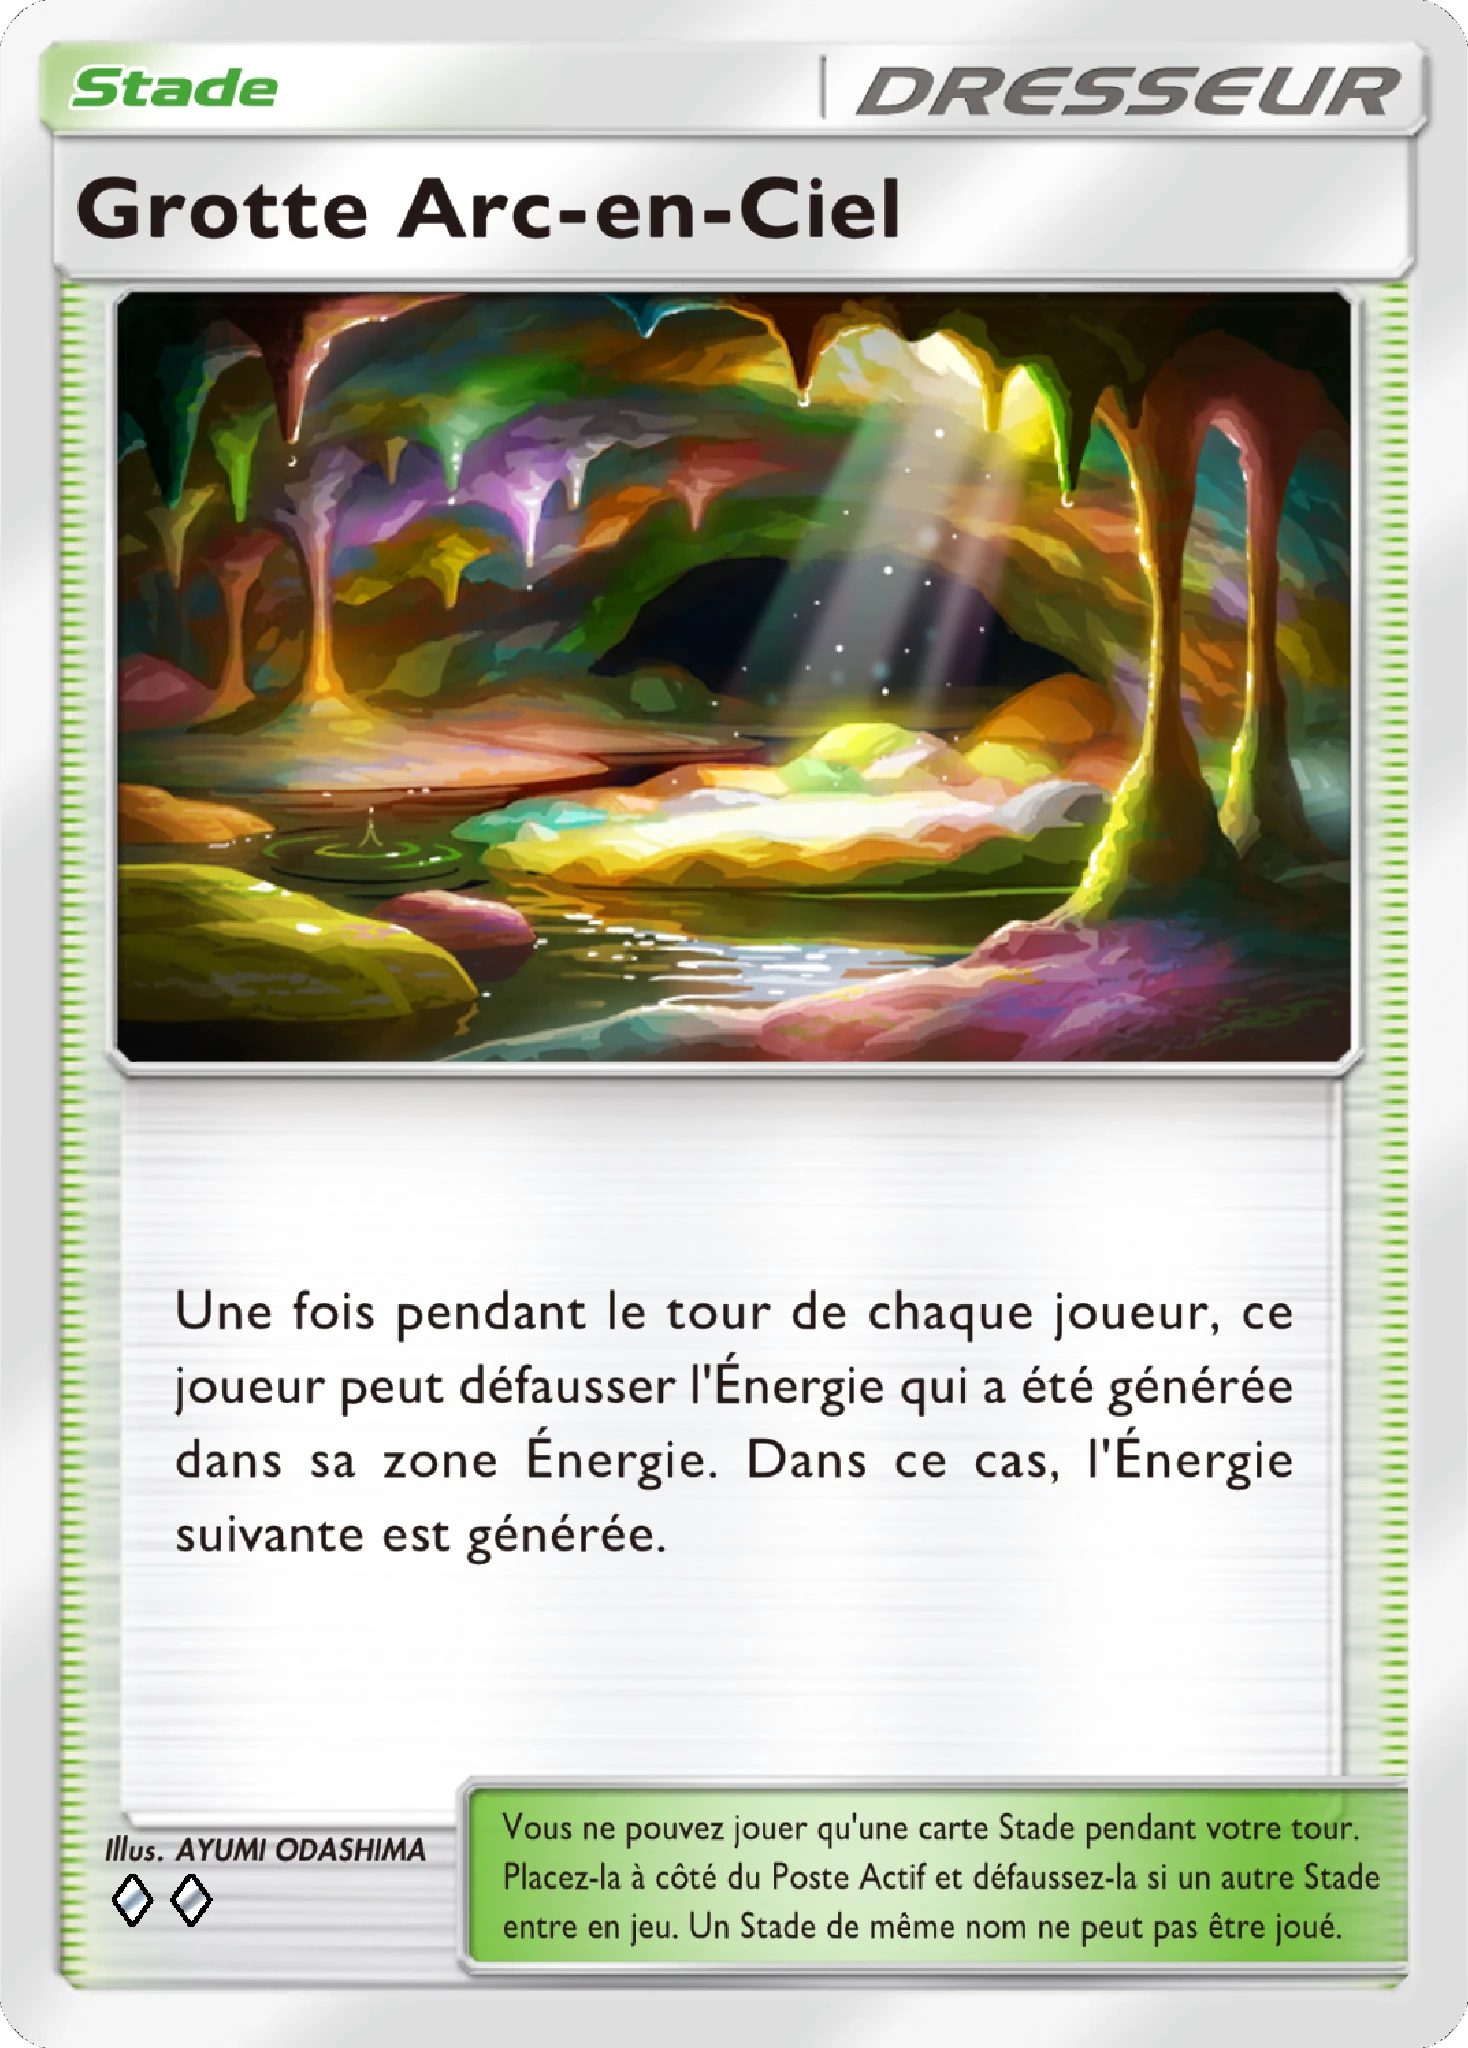 Stade
DRESSEUR
Grotte Arc-en-Ciel
Une fois pendant le tour de chaque joueur, ce
joueur peut défausser l'Énergie qui a été générée
dans sa zone Énergie. Dans ce cas, l'Énergie
suivante est générée.
Illus. AYUMI ODASHIMA
Vous ne pouvez jouer qu'une carte Stade pendant votre tour.
Placez-la à côté du Poste Actif et défaussez-la si un autre Stade
entre en jeu. Un Stade de même nom ne peut pas être joué.